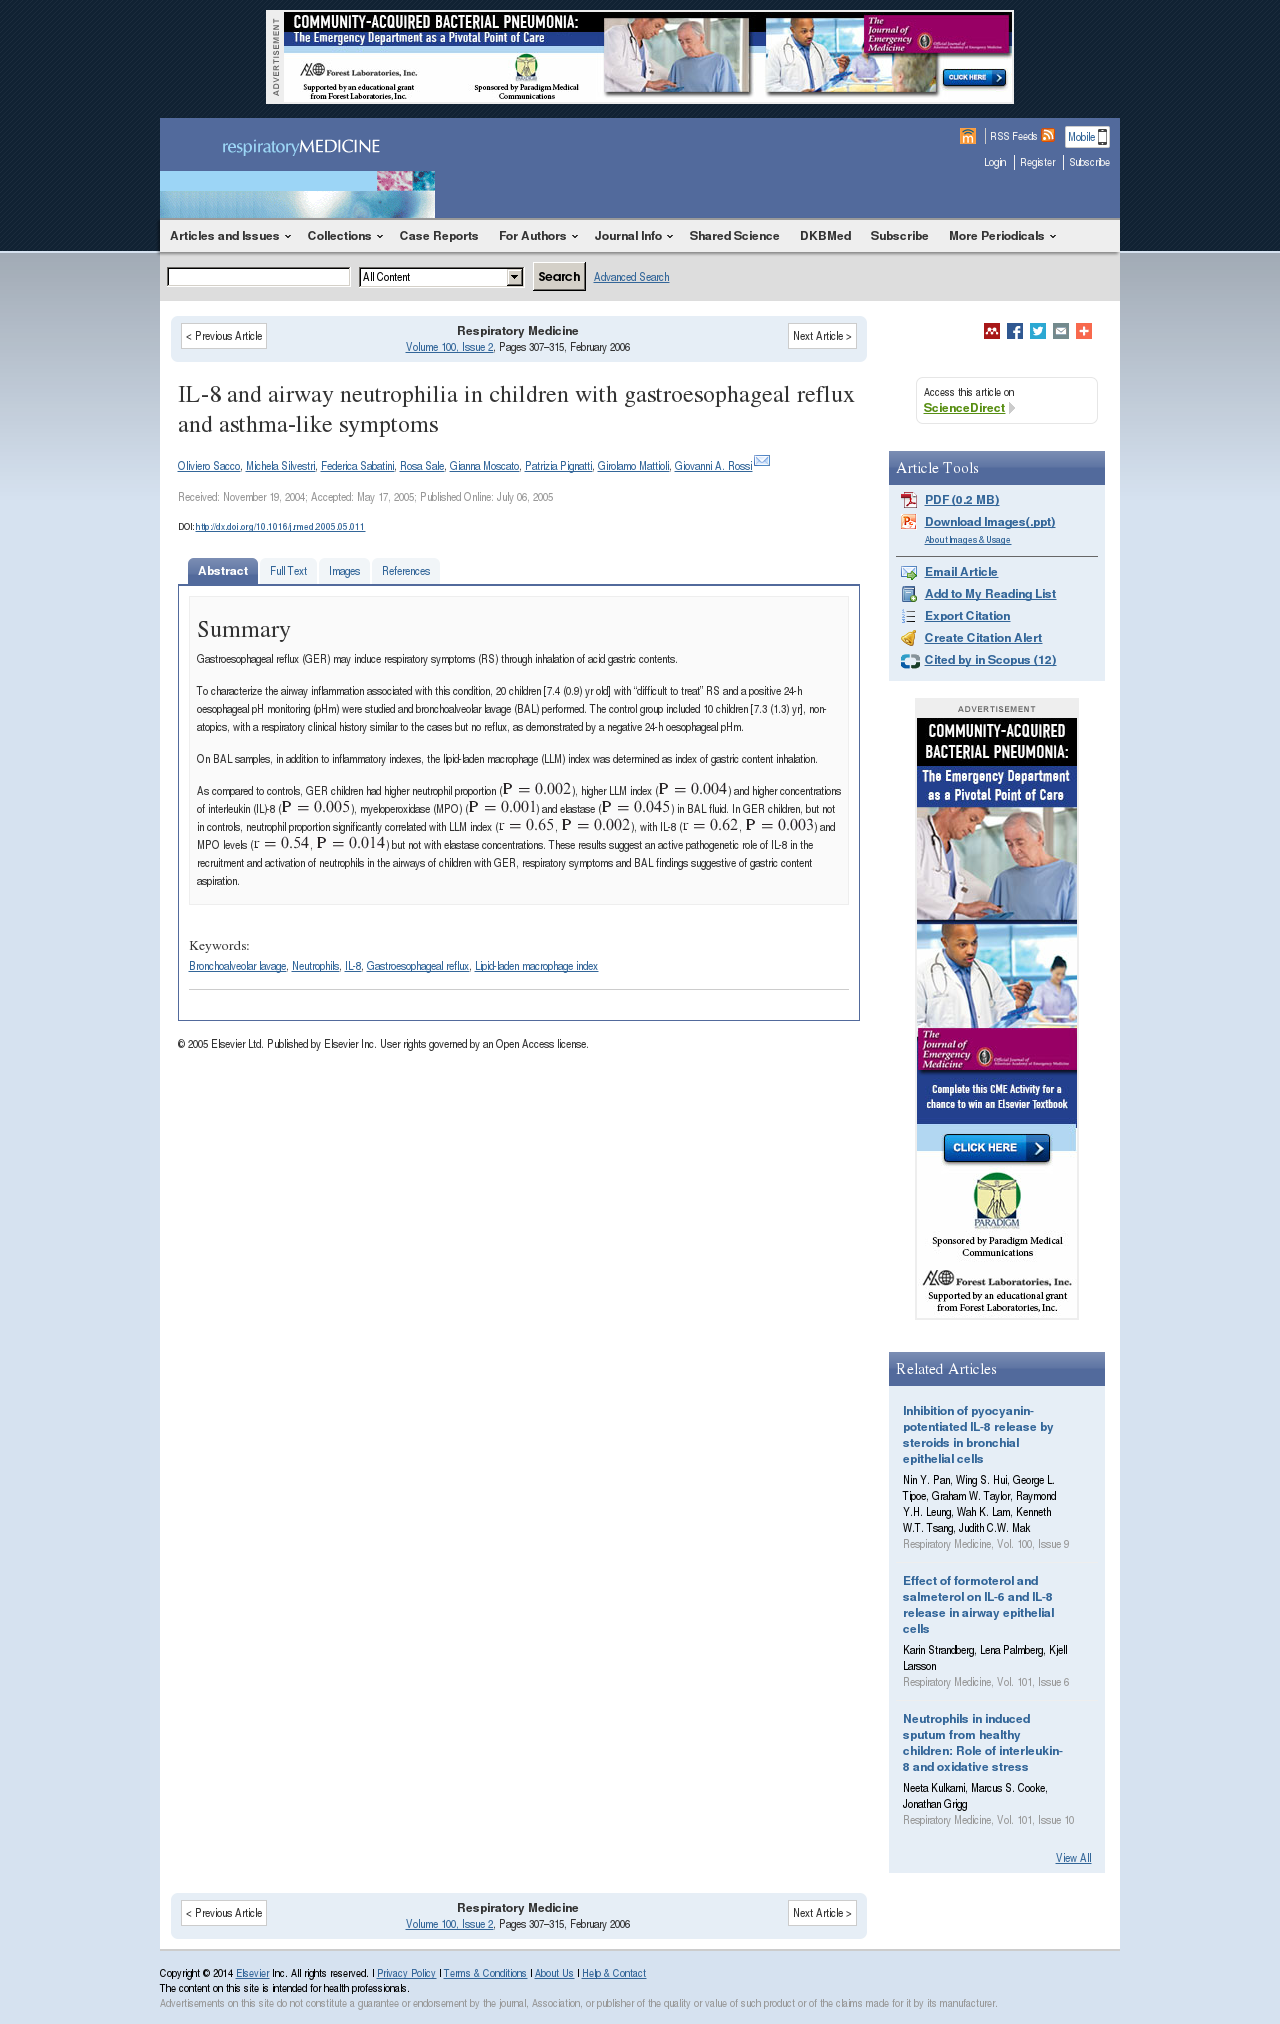 ADVERTISEMENT
COMMUNITY-ACQUIRED BACTERIAL PNEUMONIA:
The Emergency Department as a Pivotal Point of Care
Forest Laboratories, Inc.
Supported by an educational grant
from Forest Laboratories, Inc.
Sponsored by Paradigm Medical
Communications
The
Journal of
Emergency
Medicine
Official Journal of
American Academy of Emergency Medicine
CLICK HERE
respiratoryMEDICINE
RSS Feeds
Mobile
Login | Register | Subscribe
Articles and Issues
Collections
Case Reports
For Authors
Journal Info
Shared Science
DKBMed
Subscribe
More Periodicals
All Content
Search
Advanced Search
< Previous Article
Respiratory Medicine
Volume 100, Issue 2, Pages 307–315, February 2006
Next Article >
IL-8 and airway neutrophilia in children with gastroesophageal reflux
and asthma-like symptoms
Oliviero Sacco, Michela Silvestri, Federica Sabatini, Rosa Sale, Gianna Moscato, Patrizia Pignatti, Girolamo Mattioli, Giovanni A. Rossi
Received: November 19, 2004; Accepted: May 17, 2005; Published Online: July 06, 2005
DOI: http://dx.doi.org/10.1016/j.rmed.2005.05.011
Abstract
Full Text
Images
References
Summary
Gastroesophageal reflux (GER) may induce respiratory symptoms (RS) through inhalation of acid gastric contents.
To characterize the airway inflammation associated with this condition, 20 children [7.4 (0.9) yr old] with “difficult to treat” RS and a positive 24-h
oesophageal pH monitoring (pHm) were studied and bronchoalveolar lavage (BAL) performed. The control group included 10 children [7.3 (1.3) yr], non-
atopics, with a respiratory clinical history similar to the cases but no reflux, as demonstrated by a negative 24-h oesophageal pHm.
On BAL samples, in addition to inflammatory indexes, the lipid-laden macrophage (LLM) index was determined as index of gastric content inhalation.
As compared to controls, GER children had higher neutrophil proportion (P = 0.002), higher LLM index (P = 0.004) and higher concentrations
of interleukin (IL)-8 (P = 0.005), myeloperoxidase (MPO) (P = 0.001) and elastase (P = 0.045) in BAL fluid. In GER children, but not
in controls, neutrophil proportion significantly correlated with LLM index (r = 0.65, P = 0.002), with IL-8 (r = 0.62, P = 0.003) and
MPO levels (r = 0.54, P = 0.014) but not with elastase concentrations. These results suggest an active pathogenetic role of IL-8 in the
recruitment and activation of neutrophils in the airways of children with GER, respiratory symptoms and BAL findings suggestive of gastric content
aspiration.
Keywords:
Bronchoalveolar lavage, Neutrophils, IL-8, Gastroesophageal reflux, Lipid-laden macrophage index
© 2005 Elsevier Ltd. Published by Elsevier Inc. User rights governed by an Open Access license.
Access this article on
ScienceDirect
Article Tools
PDF (0.2 MB)
Download Images(.ppt)
About Images & Usage
Email Article
Add to My Reading List
Export Citation
Create Citation Alert
Cited by in Scopus (12)
ADVERTISEMENT
COMMUNITY-ACQUIRED
BACTERIAL PNEUMONIA:
The Emergency Department
as a Pivotal Point of Care
The
Journal of
Emergency
Medicine
Official Journal of
American Academy of Emergency Medicine
Complete this CME Activity for a
chance to win an Elsevier Textbook
CLICK HERE
PARADIGM
Sponsored by Paradigm Medical
Communications
Forest Laboratories, Inc.
Supported by an educational grant
from Forest Laboratories, Inc.
Related Articles
Inhibition of pyocyanin-
potentiated IL-8 release by
steroids in bronchial
epithelial cells
Nin Y. Pan, Wing S. Hui, George L.
Tipoe, Graham W. Taylor, Raymond
Y.H. Leung, Wah K. Lam, Kenneth
W.T. Tsang, Judith C.W. Mak
Respiratory Medicine, Vol. 100, Issue 9
Effect of formoterol and
salmeterol on IL-6 and IL-8
release in airway epithelial
cells
Karin Strandberg, Lena Palmberg, Kjell
Larsson
Respiratory Medicine, Vol. 101, Issue 6
Neutrophils in induced
sputum from healthy
children: Role of interleukin-
8 and oxidative stress
Neeta Kulkarni, Marcus S. Cooke,
Jonathan Grigg
Respiratory Medicine, Vol. 101, Issue 10
View All
< Previous Article
Respiratory Medicine
Volume 100, Issue 2, Pages 307–315, February 2006
Next Article >
Copyright © 2014 Elsevier Inc. All rights reserved. | Privacy Policy | Terms & Conditions | About Us | Help & Contact
The content on this site is intended for health professionals.
Advertisements on this site do not constitute a guarantee or endorsement by the journal, Association, or publisher of the quality or value of such product or of the claims made for it by its manufacturer.